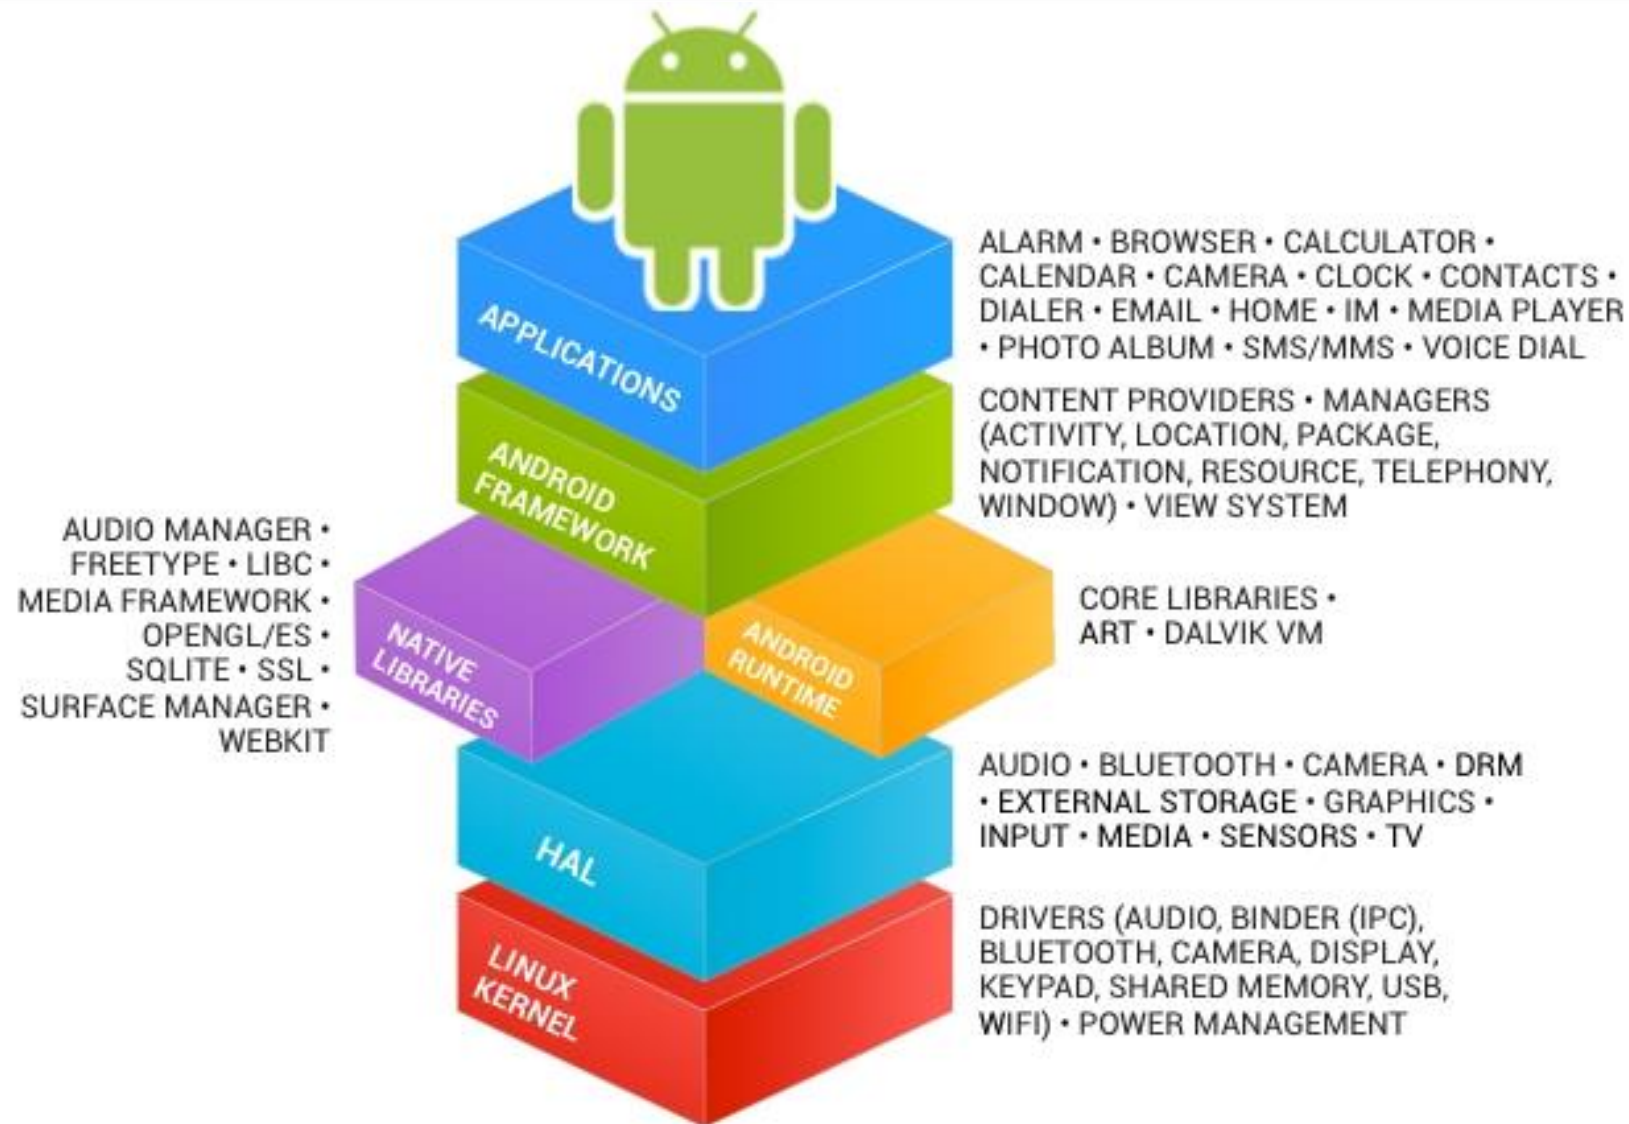 APPLICATIONS
ALARM • BROWSER • CALCULATOR •
CALENDAR • CAMERA • CLOCK • CONTACTS •
DIALER • EMAIL • HOME • IM • MEDIA PLAYER
• PHOTO ALBUM • SMS/MMS • VOICE DIAL
ANDROID
FRAMEWORK
CONTENT PROVIDERS • MANAGERS
(ACTIVITY, LOCATION, PACKAGE,
NOTIFICATION, RESOURCE, TELEPHONY,
WINDOW) • VIEW SYSTEM
AUDIO MANAGER •
FREETYPE • LIBC •
MEDIA FRAMEWORK •
OPENGL/ES •
SQLITE • SSL •
SURFACE MANAGER •
WEBKIT
NATIVE
LIBRARIES
ANDROID
RUNTIME
CORE LIBRARIES •
ART • DALVIK VM
HAL
AUDIO • BLUETOOTH • CAMERA • DRM
• EXTERNAL STORAGE • GRAPHICS •
INPUT • MEDIA • SENSORS • TV
LINUX
KERNEL
DRIVERS (AUDIO, BINDER (IPC),
BLUETOOTH, CAMERA, DISPLAY,
KEYPAD, SHARED MEMORY, USB,
WIFI) • POWER MANAGEMENT